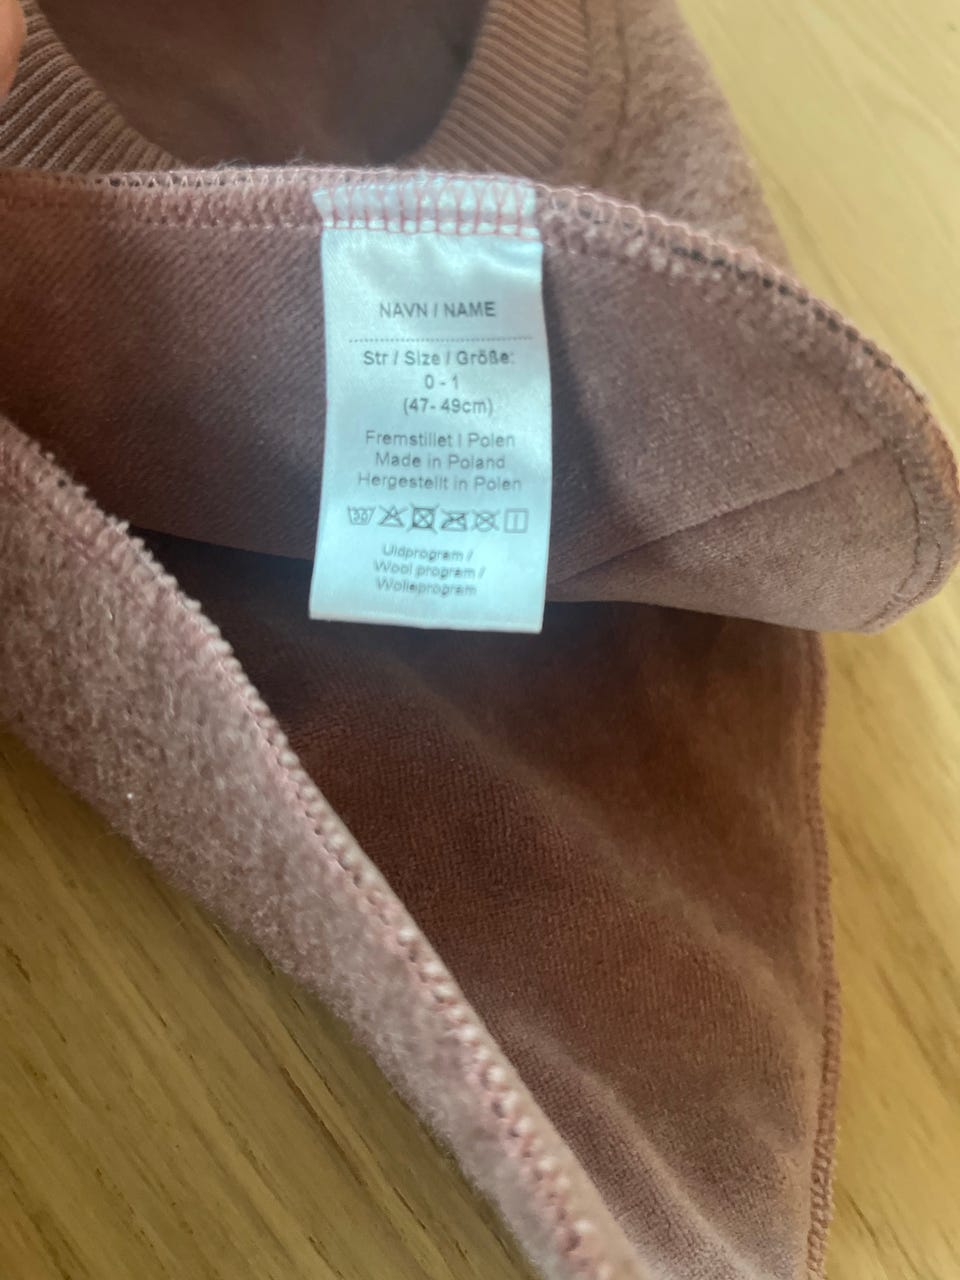 NAVN / NAME
Str / Size / Größe:
0 - 1
(47- 49cm)
Fremstillet I Polen
Made in Poland
Hergestellt in Polen
30
Uldprogram /
Wool program /
Wolleprogram